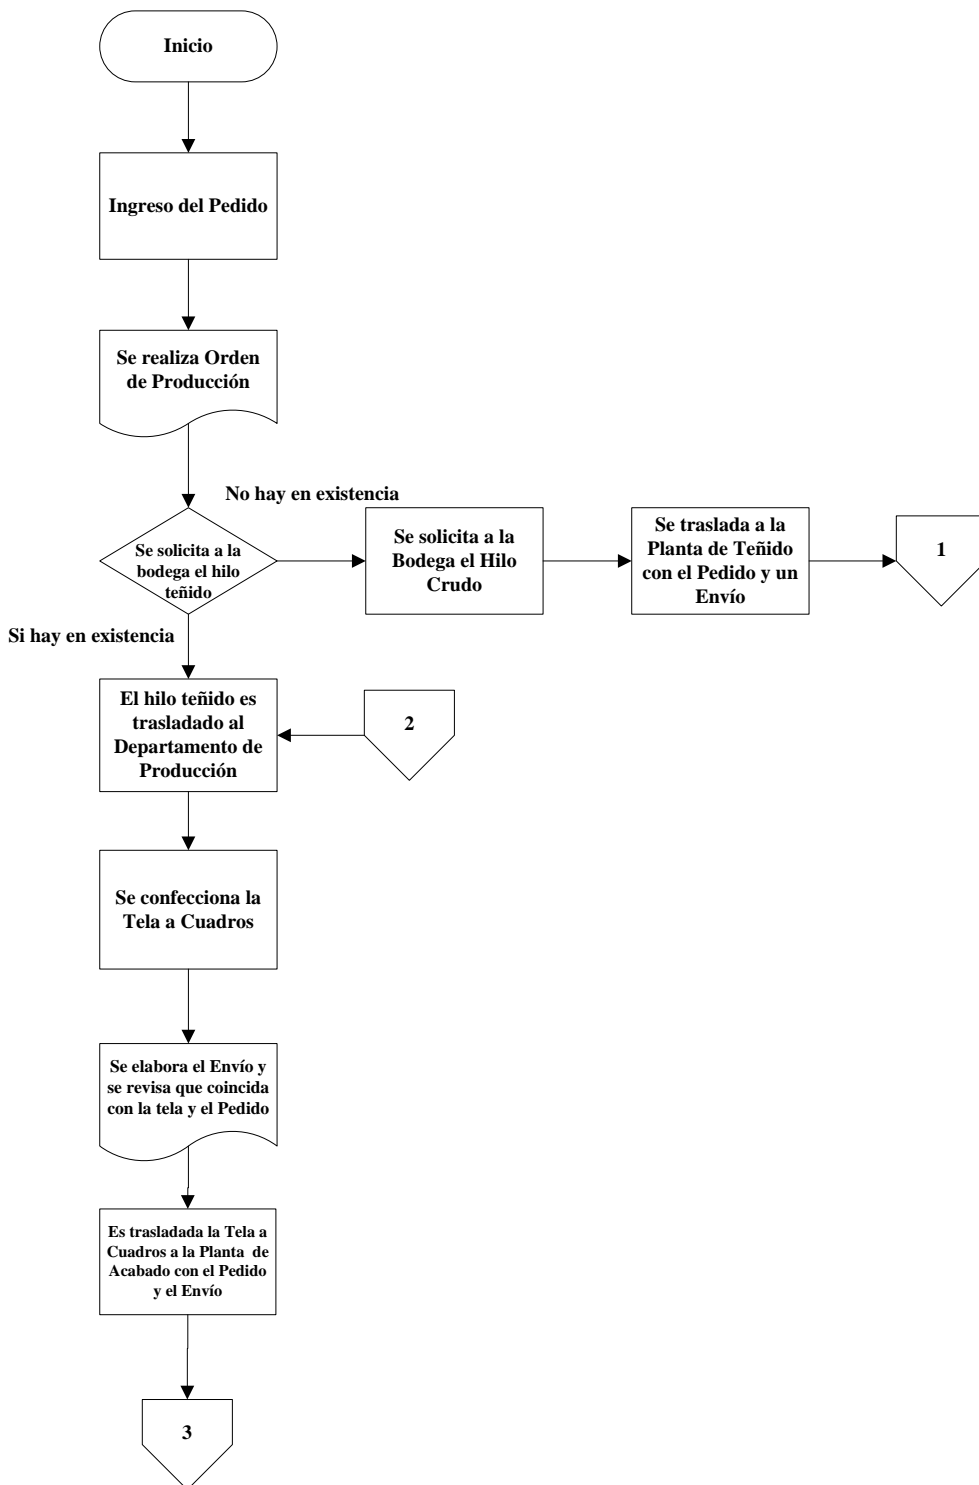 Inicio
Ingreso del Pedido
Se realiza Orden
de Producción
No hay en existencia
Se solicita a la
bodega el hilo
teñido
Se solicita a la
Bodega el Hilo
Crudo
Se traslada a la
Planta de Teñido
con el Pedido y un
Envío
1
Si hay en existencia
El hilo teñido es
trasladado al
Departamento de
Producción
2
Se confecciona la
Tela a Cuadros
Se elabora el Envío y
se revisa que coincida
con la tela y el Pedido
Es trasladada la Tela a
Cuadros a la Planta de
Acabado con el Pedido
y el Envío
3